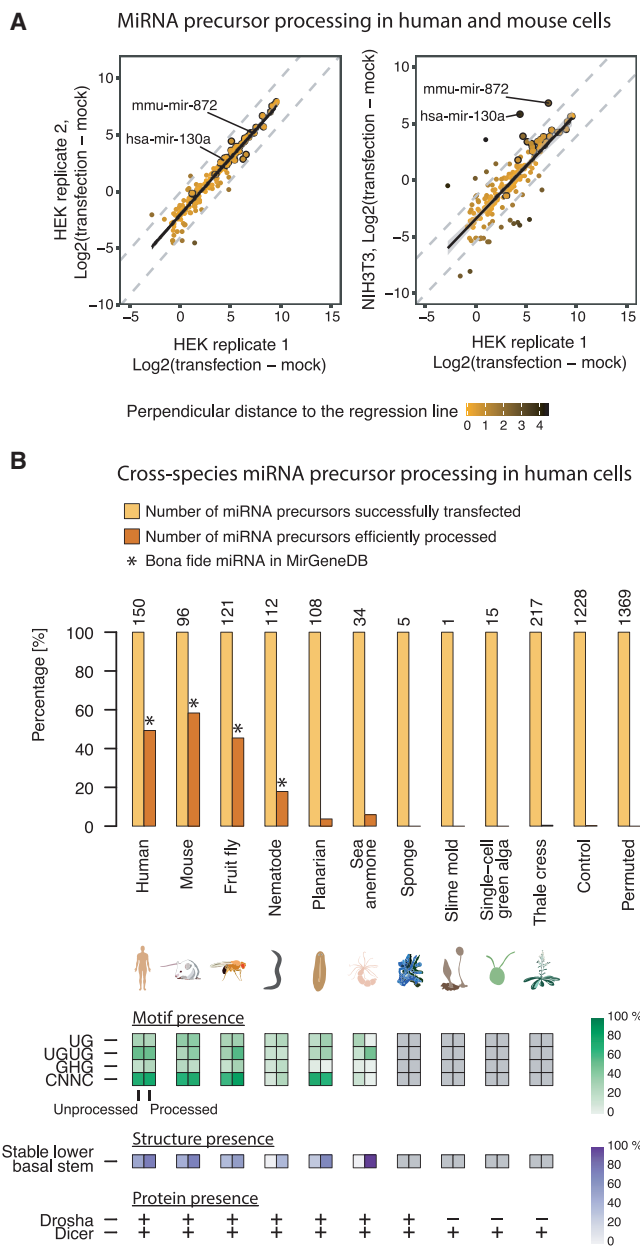 A
MiRNA precursor processing in human and mouse cells
10
5
0
−5
−10
HEK replicate 2,
Log2(transfection − mock)
mmu-mir-872
hsa-mir-130a
−5 0 5 10 15
HEK replicate 1
Log2(transfection − mock)
10
5
0
−5
−10
NIH3T3, Log2(transfection − mock)
mmu-mir-872
hsa-mir-130a
−5 0 5 10 15
HEK replicate 1
Log2(transfection − mock)
Perpendicular distance to the regression line
0 1 2 3 4
B
Cross-species miRNA precursor processing in human cells
Number of miRNA precursors successfully transfected
Number of miRNA precursors efficiently processed
* Bona fide miRNA in MirGeneDB
150 96 121 112 108 34 5 1 15 217 1228 1369
Percentage [%]
100
80
60
40
20
0
* * * *
Human
Mouse
Fruit fly
Nematode
Planarian
Sea
anemone
Sponge
Slime mold
Single−cell
green alga
Thale cress
Control
Permuted
Motif presence
UG
UGUG
GHG
CNNC
Unprocessed Processed
100 %
80
60
40
20
0
Structure presence
Stable lower
basal stem
100 %
80
60
40
20
0
Protein presence
Drosha + + + + + + + − − −
Dicer + + + + + + + + + +